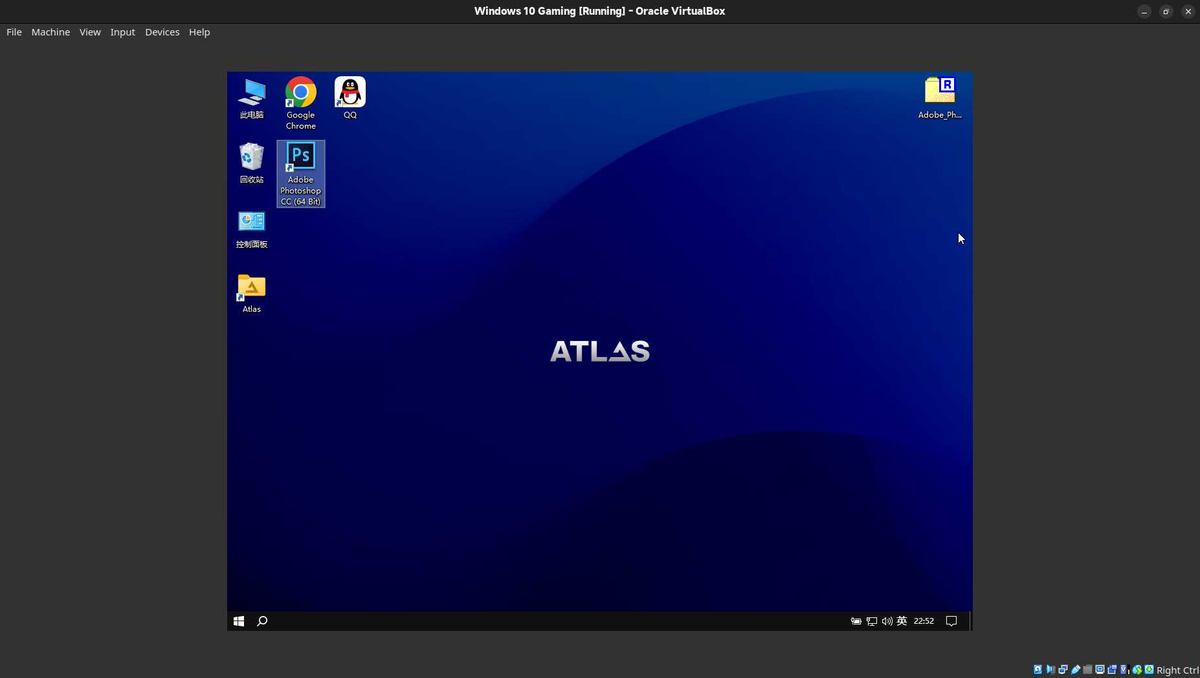 Windows 10 Gaming [Running] - Oracle VirtualBox
File Machine View Input Devices Help
此电脑
Google
Chrome
QQ
R
Adobe_Ph...
回收站
Ps
Adobe
Photoshop
CC (64 Bit)
控制面板
Atlas
ATLAS
英 22:52
Right Ctrl